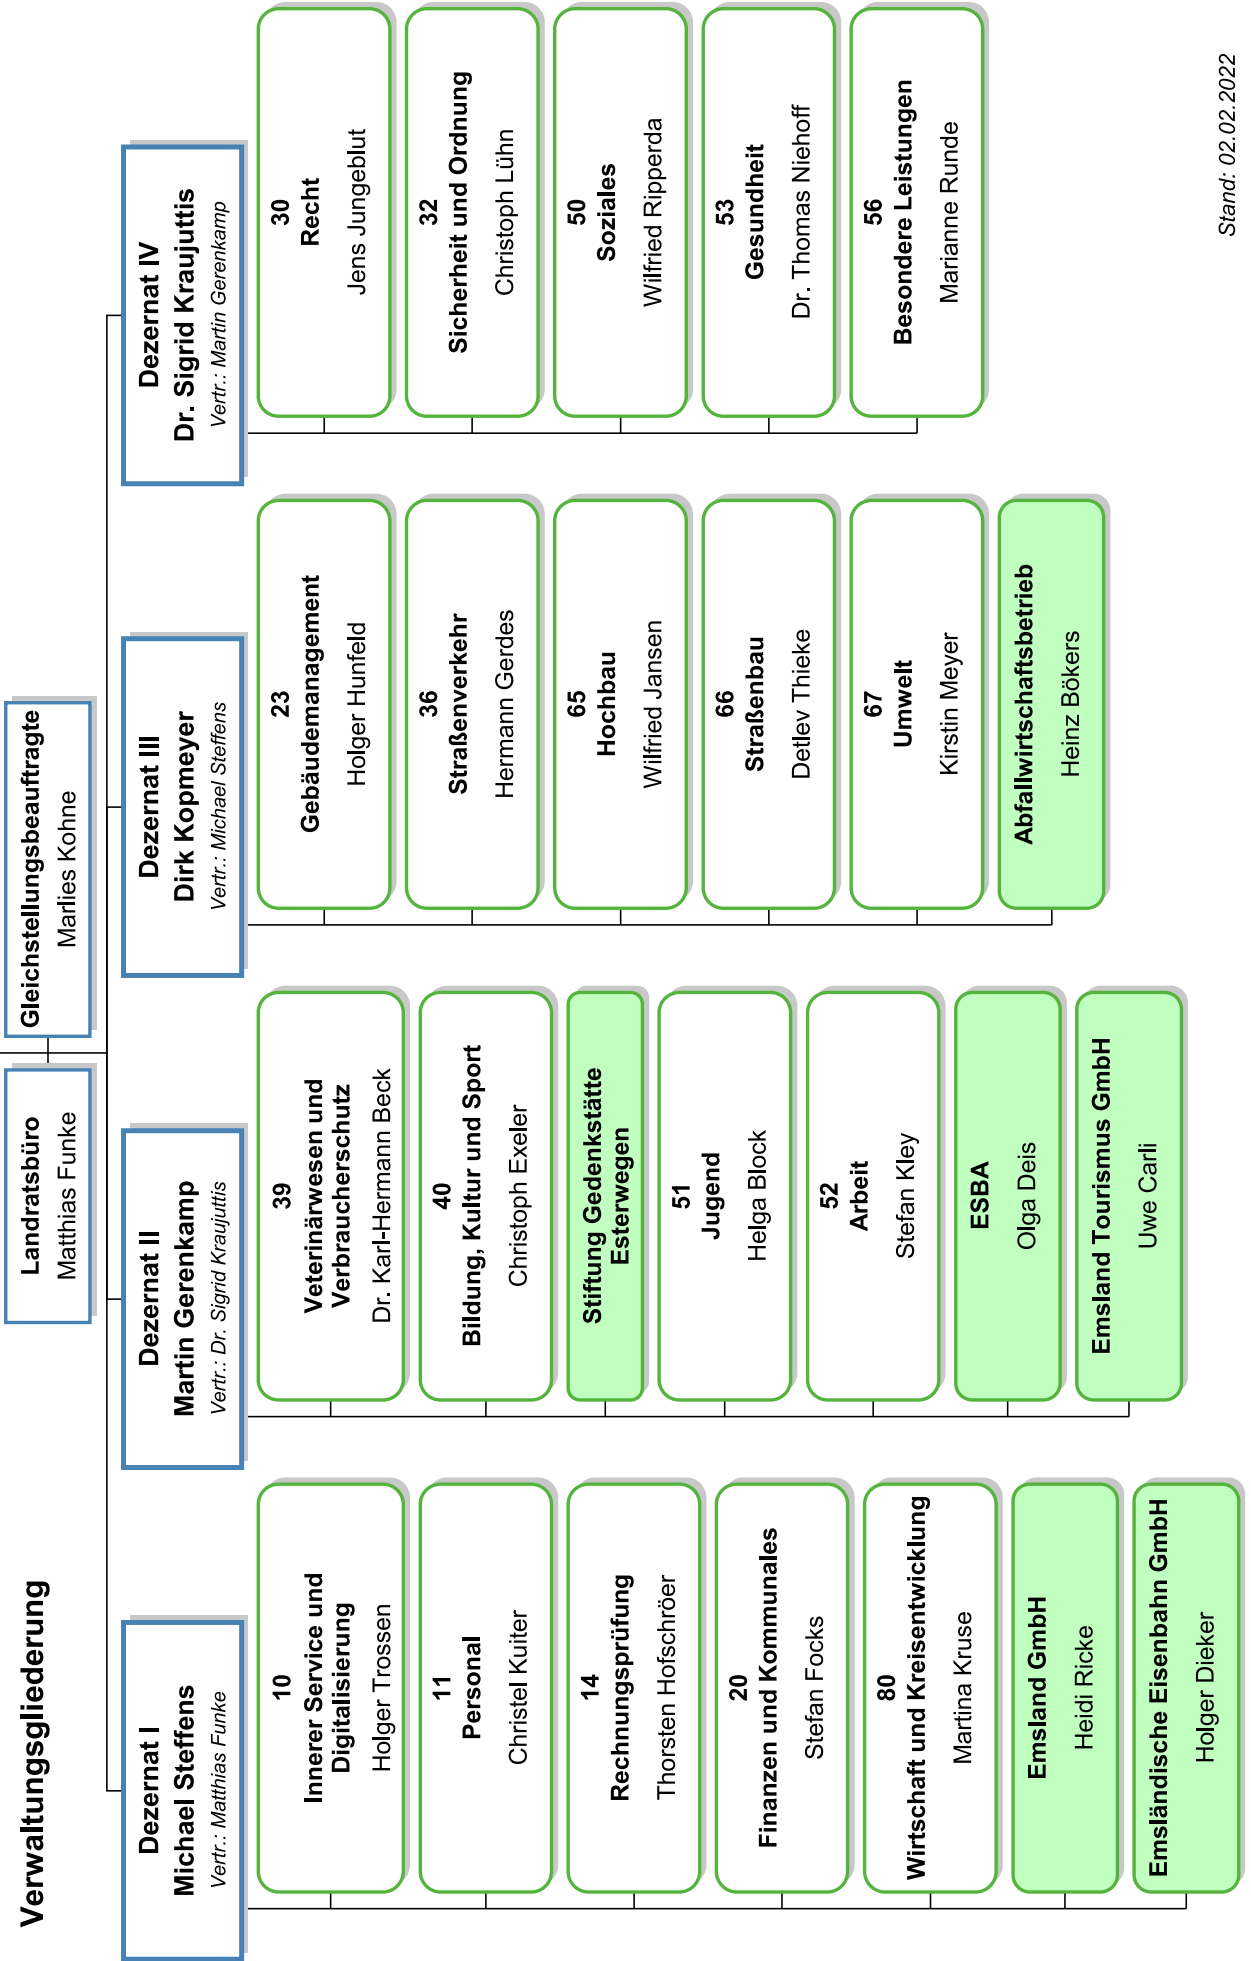 Verwaltungsgliederung
Landratsbüro
Matthias Funke
Gleichstellungsbeauftragte
Marlies Kohne
Dezernat I
Michael Steffens
Vertr.: Matthias Funke
10
Innerer Service und
Digitalisierung
Holger Trossen
11
Personal
Christel Kuiter
14
Rechnungsprüfung
Thorsten Hofschröer
20
Finanzen und Kommunales
Stefan Focks
80
Wirtschaft und Kreisentwicklung
Martina Kruse
Emsland GmbH
Heidi Ricke
Emsländische Eisenbahn GmbH
Holger Dieker
Dezernat II
Martin Gerenkamp
Vertr.: Dr. Sigrid Kraujuttis
39
Veterinärwesen und
Verbraucherschutz
Dr. Karl-Hermann Beck
40
Bildung, Kultur und Sport
Christoph Exeler
Stiftung Gedenkstätte
Esterwegen
51
Jugend
Helga Block
52
Arbeit
Stefan Kley
ESBA
Olga Deis
Emsland Tourismus GmbH
Uwe Carli
Dezernat III
Dirk Kopmeyer
Vertr.: Michael Steffens
23
Gebäudemanagement
Holger Hunfeld
36
Straßenverkehr
Hermann Gerdes
65
Hochbau
Wilfried Jansen
66
Straßenbau
Detlev Thieke
67
Umwelt
Kirstin Meyer
Abfallwirtschaftsbetrieb
Heinz Bökers
Dezernat IV
Dr. Sigrid Kraujuttis
Vertr.: Martin Gerenkamp
30
Recht
Jens Jungeblut
32
Sicherheit und Ordnung
Christoph Lühn
50
Soziales
Wilfried Ripperda
53
Gesundheit
Dr. Thomas Niehoff
56
Besondere Leistungen
Marianne Runde
Stand: 02.02.2022